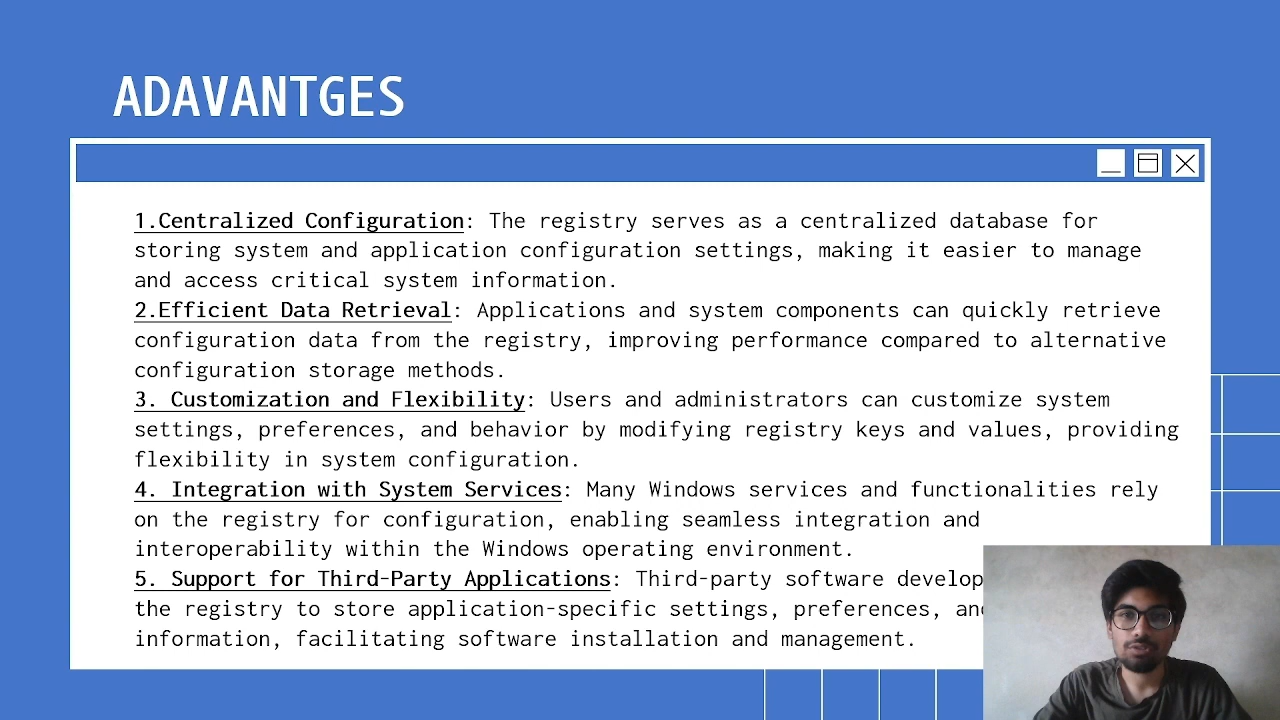 ADAVANTGES
1.Centralized Configuration: The registry serves as a centralized database for
storing system and application configuration settings, making it easier to manage
and access critical system information.
2.Efficient Data Retrieval: Applications and system components can quickly retrieve
configuration data from the registry, improving performance compared to alternative
configuration storage methods.
3. Customization and Flexibility: Users and administrators can customize system
settings, preferences, and behavior by modifying registry keys and values, providing
flexibility in system configuration.
4. Integration with System Services: Many Windows services and functionalities rely
on the registry for configuration, enabling seamless integration and
interoperability within the Windows operating environment.
5. Support for Third-Party Applications: Third-party software develop
the registry to store application-specific settings, preferences, and
information, facilitating software installation and management.